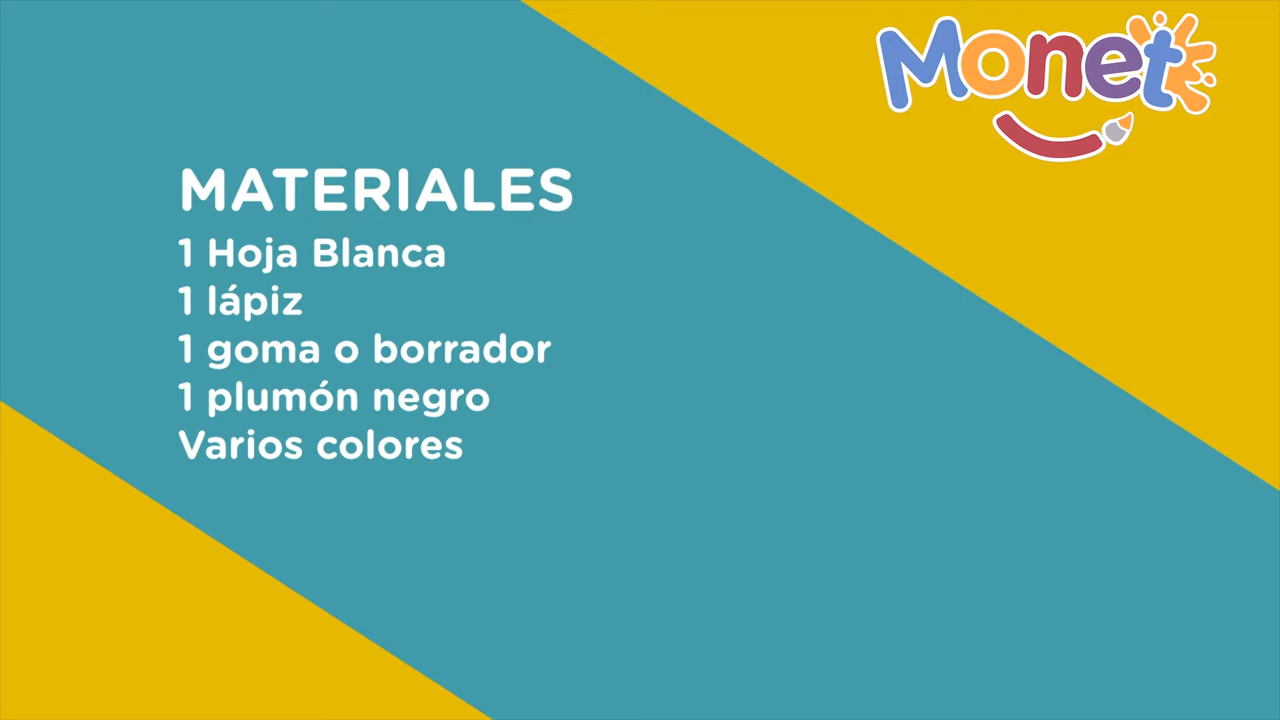 Monet
MATERIALES
1 Hoja Blanca
1 lápiz
1 goma o borrador
1 plumón negro
Varios colores